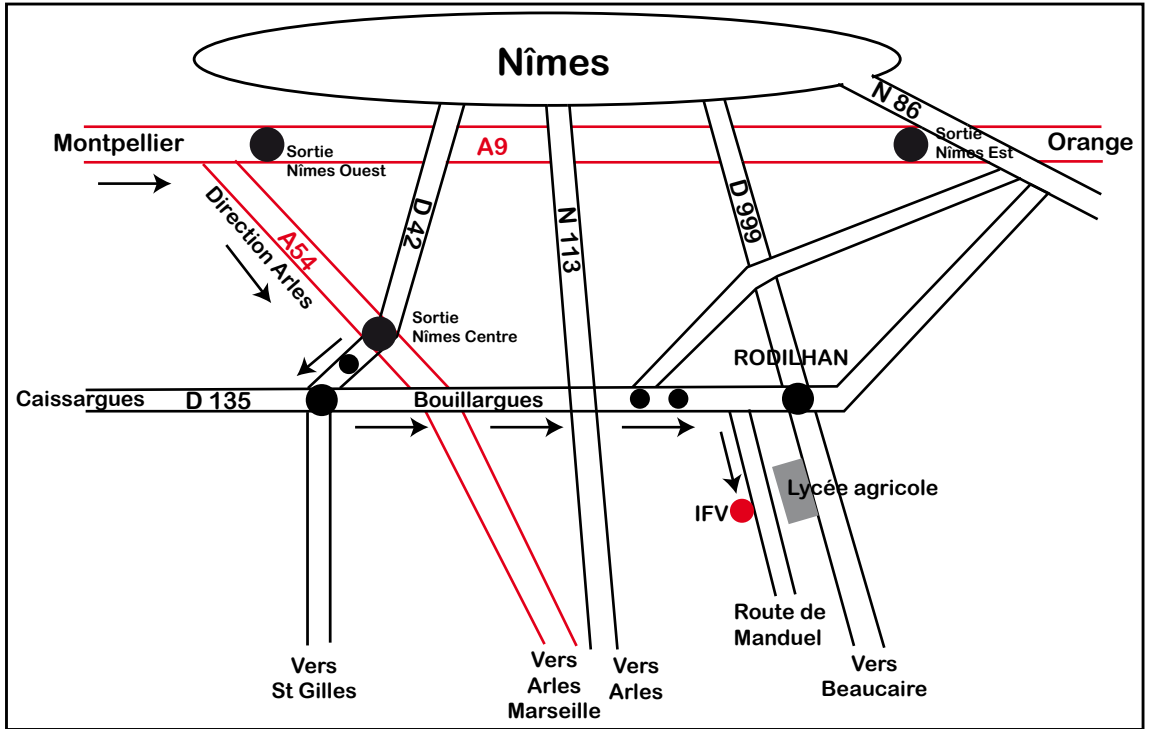 Nîmes
N 86
Montpellier
Sortie
Nîmes Ouest
A9
Sortie
Nîmes Est
Orange
Direction Arles
A54
D 42
N 113
D 999
Sortie
Nîmes Centre
RODILHAN
Caissargues
D 135
Bouillargues
Lycée agricole
IFV
Route de
Manduel
Vers
St Gilles
Vers
Arles
Marseille
Vers
Arles
Vers
Beaucaire